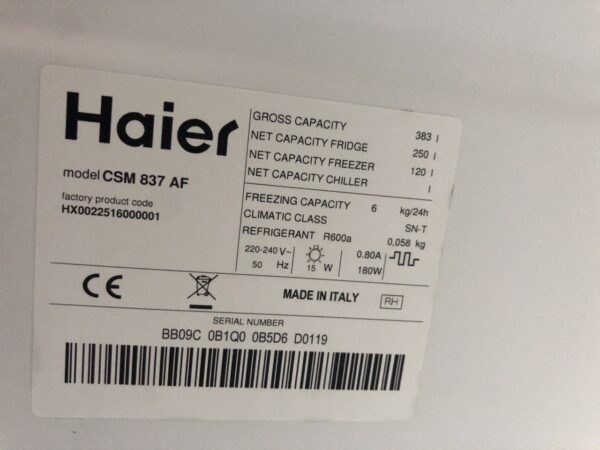 Haier
model CSM 837 AF
factory product code
HX0022516000001
GROSS CAPACITY 383 l
NET CAPACITY FRIDGE 250 l
NET CAPACITY FREEZER 120 l
NET CAPACITY CHILLER l
FREEZING CAPACITY 6 kg/24h
CLIMATIC CLASS SN-T
REFRIGERANT R600a 0,058 kg
220-240 V~ 0.80A
50 Hz 15 W 180W
CE MADE IN ITALY RH
SERIAL NUMBER
BB09C 0B1Q0 0B5D6 D0119